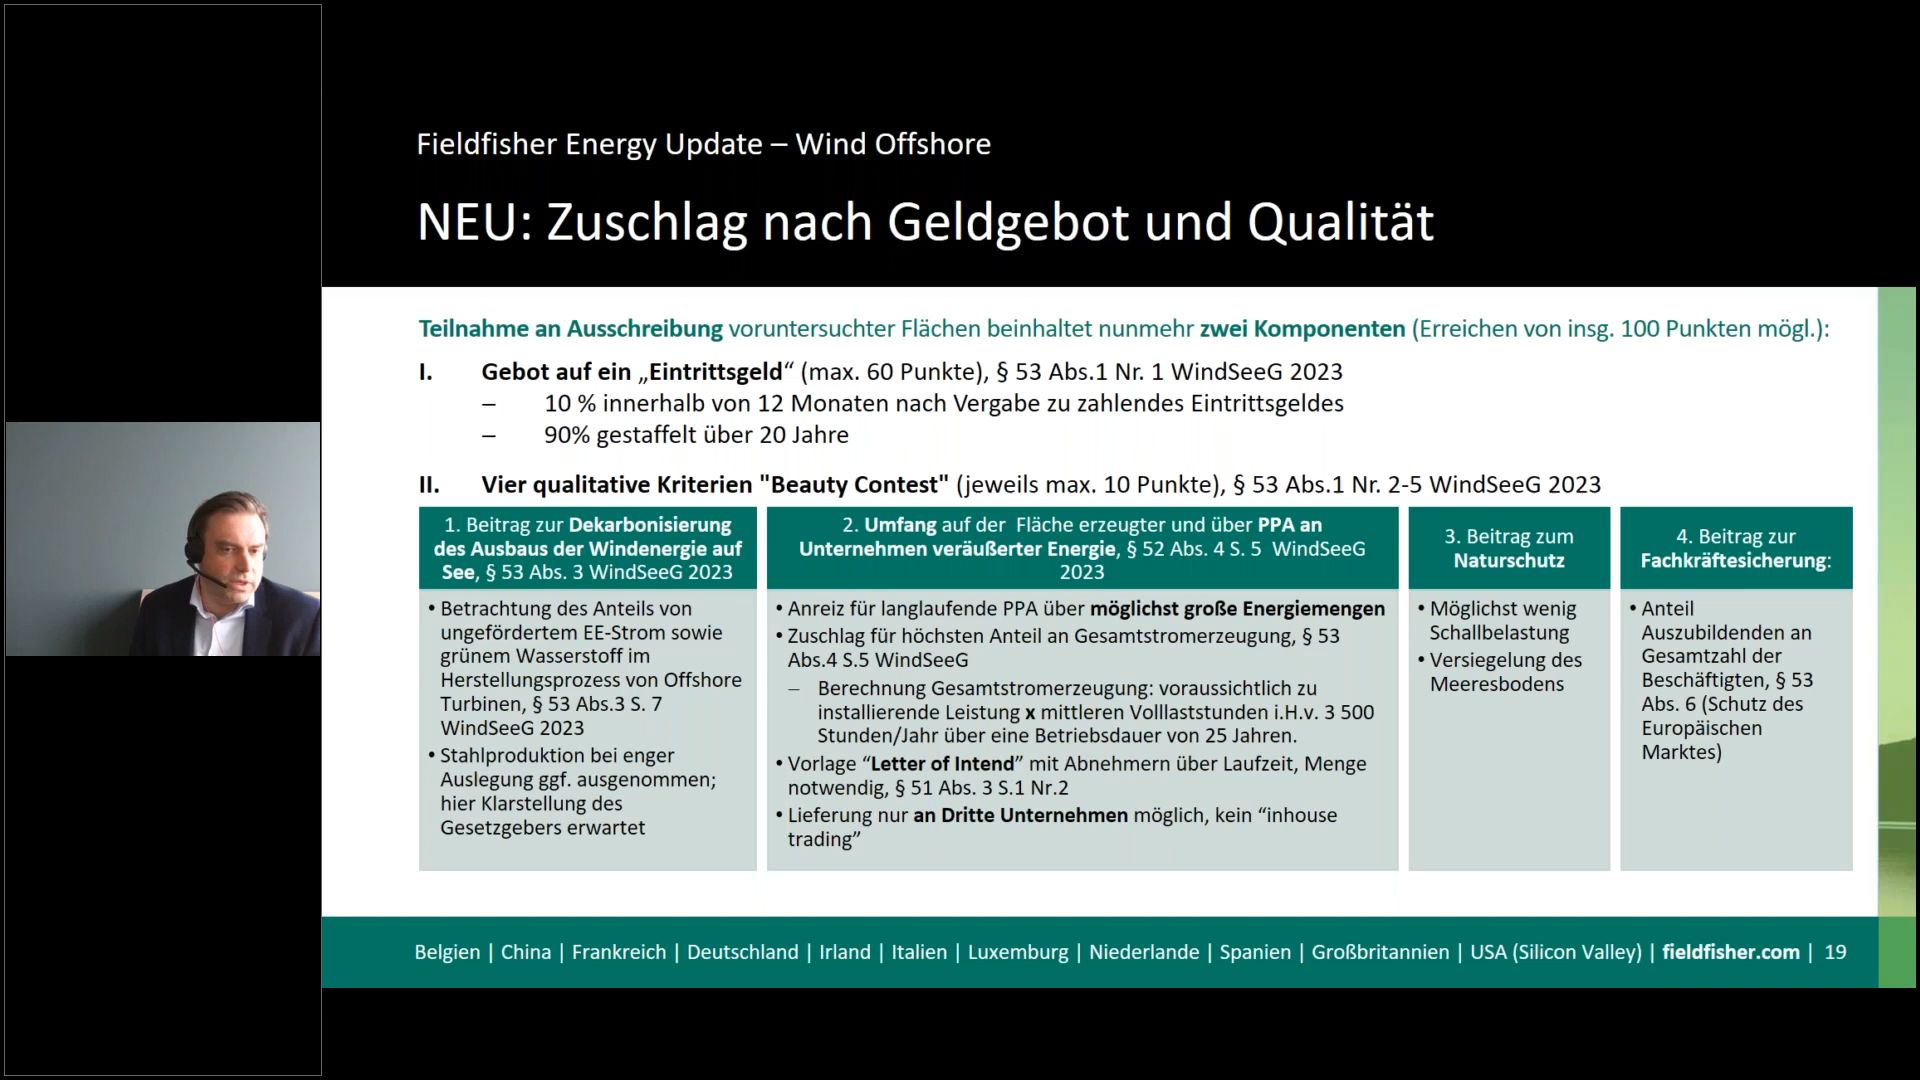 Fieldfisher Energy Update – Wind Offshore
NEU: Zuschlag nach Geldgebot und Qualität
Teilnahme an Ausschreibung voruntersuchter Flächen beinhaltet nunmehr zwei Komponenten (Erreichen von insg. 100 Punkten mögl.):
I. Gebot auf ein „Eintrittsgeld“ (max. 60 Punkte), § 53 Abs.1 Nr. 1 WindSeeG 2023
– 10 % innerhalb von 12 Monaten nach Vergabe zu zahlendes Eintrittsgeldes
– 90% gestaffelt über 20 Jahre
II. Vier qualitative Kriterien "Beauty Contest" (jeweils max. 10 Punkte), § 53 Abs.1 Nr. 2-5 WindSeeG 2023
1. Beitrag zur Dekarbonisierung
des Ausbaus der Windenergie auf
See, § 53 Abs. 3 WindSeeG 2023
• Betrachtung des Anteils von
ungefördertem EE-Strom sowie
grünem Wasserstoff im
Herstellungsprozess von Offshore
Turbinen, § 53 Abs.3 S. 7
WindSeeG 2023
• Stahlproduktion bei enger
Auslegung ggf. ausgenommen;
hier Klarstellung des
Gesetzgebers erwartet
2. Umfang auf der Fläche erzeugter und über PPA an
Unternehmen veräußerter Energie, § 52 Abs. 4 S. 5 WindSeeG
2023
• Anreiz für langlaufende PPA über möglichst große Energiemengen
• Zuschlag für höchsten Anteil an Gesamtstromerzeugung, § 53
Abs.4 S.5 WindSeeG
– Berechnung Gesamtstromerzeugung: voraussichtlich zu
installierende Leistung x mittleren Volllaststunden i.H.v. 3 500
Stunden/Jahr über eine Betriebsdauer von 25 Jahren.
• Vorlage “Letter of Intend” mit Abnehmern über Laufzeit, Menge
notwendig, § 51 Abs. 3 S.1 Nr.2
• Lieferung nur an Dritte Unternehmen möglich, kein “inhouse
trading”
3. Beitrag zum
Naturschutz
• Möglichst wenig
Schallbelastung
• Versiegelung des
Meeresbodens
4. Beitrag zur
Fachkräftesicherung:
• Anteil
Auszubildenden an
Gesamtzahl der
Beschäftigten, § 53
Abs. 6 (Schutz des
Europäischen
Marktes)
Belgien | China | Frankreich | Deutschland | Irland | Italien | Luxemburg | Niederlande | Spanien | Großbritannien | USA (Silicon Valley) | fieldfisher.com | 19